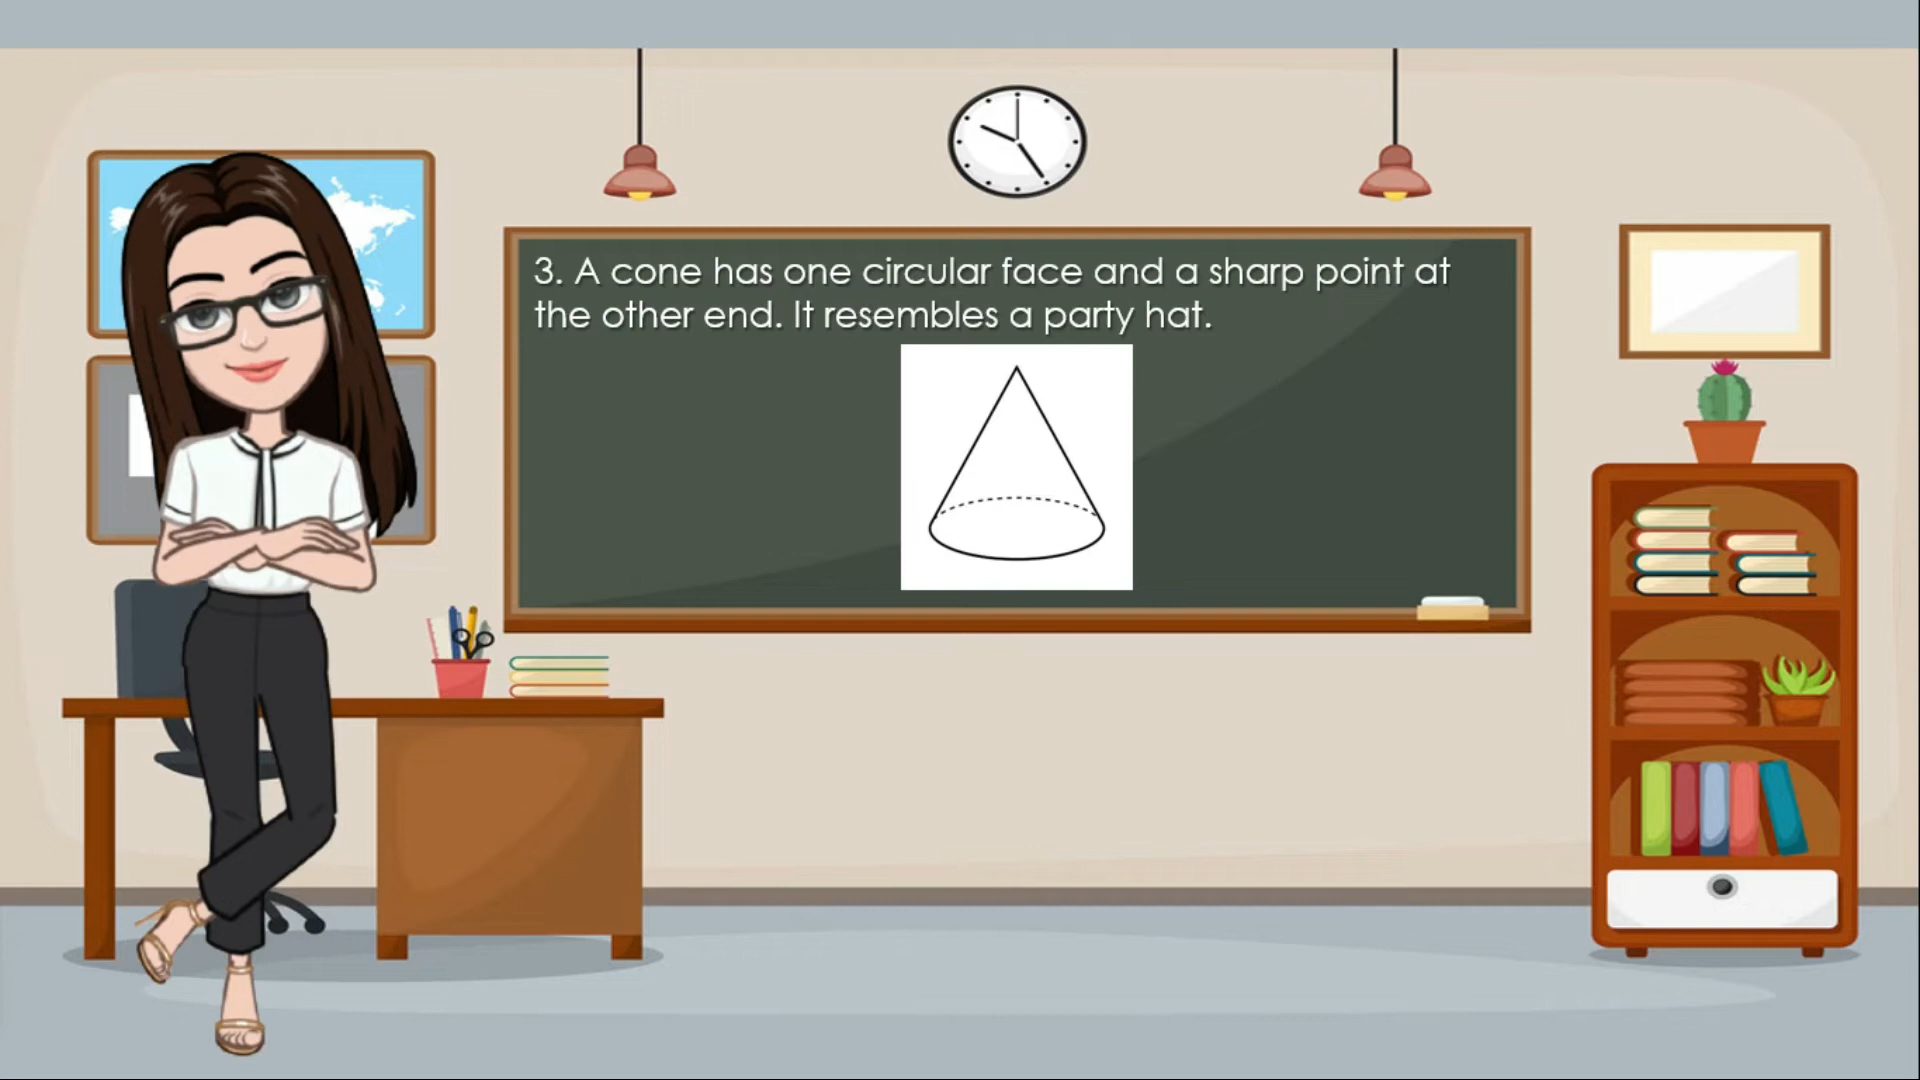 3. A cone has one circular face and a sharp point at
the other end. It resembles a party hat.